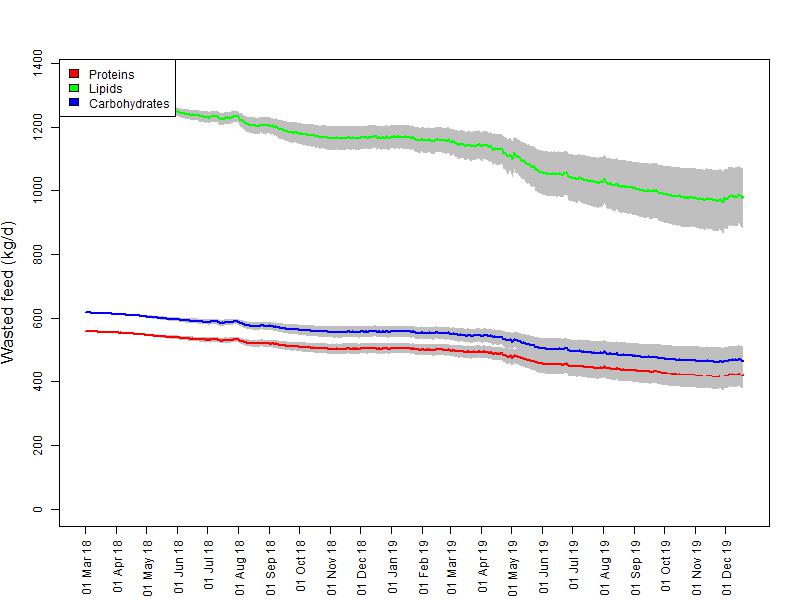 Proteins
Lipids
Carbohydrates
Wasted feed (kg/d)
1400
1200
1000
800
600
400
200
0
01 Mar 18
01 Apr 18
01 May 18
01 Jun 18
01 Jul 18
01 Aug 18
01 Sep 18
01 Oct 18
01 Nov 18
01 Dec 18
01 Jan 19
01 Feb 19
01 Mar 19
01 Apr 19
01 May 19
01 Jun 19
01 Jul 19
01 Aug 19
01 Sep 19
01 Oct 19
01 Nov 19
01 Dec 19